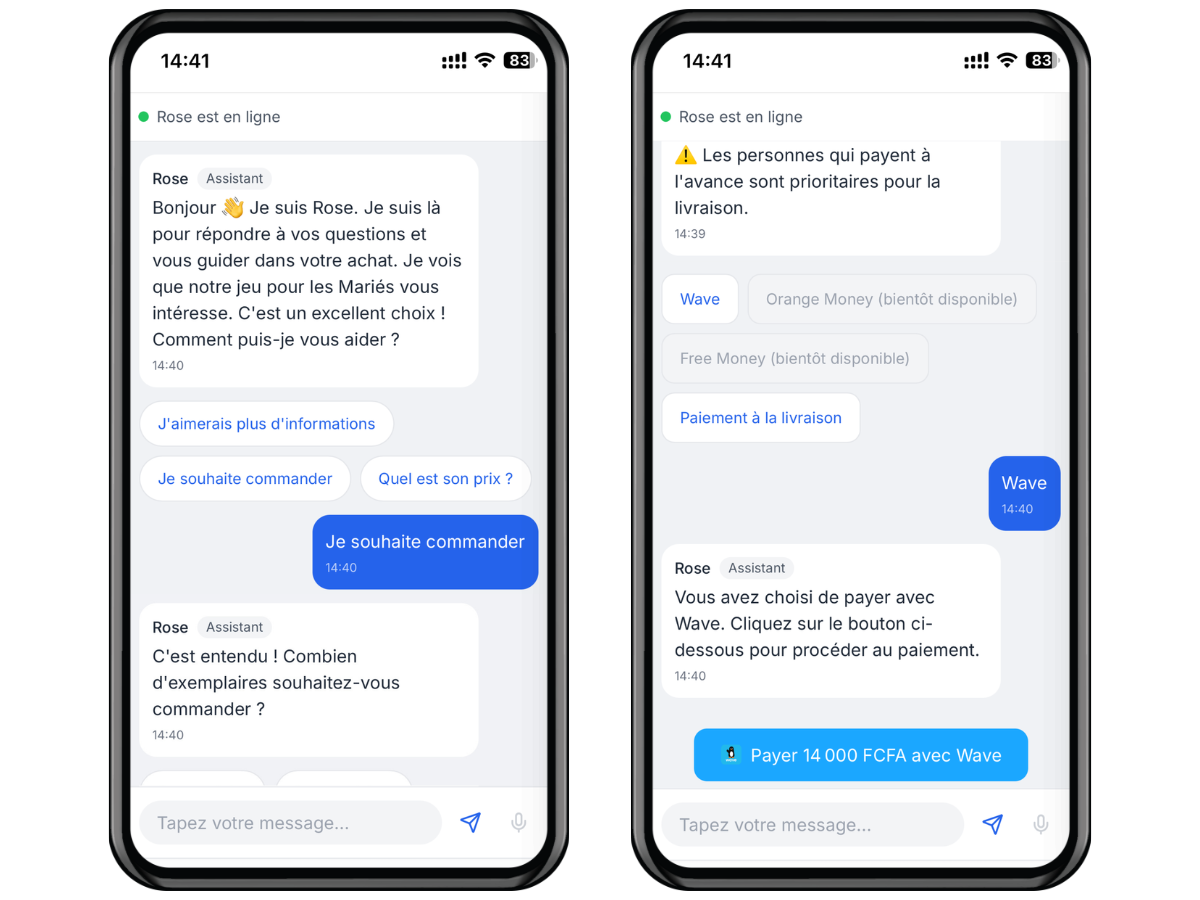 14:41
83
Rose est en ligne
Rose Assistant
Bonjour 👋 Je suis Rose. Je suis là
pour répondre à vos questions et
vous guider dans votre achat. Je vois
que notre jeu pour les Mariés vous
intéresse. C'est un excellent choix !
Comment puis-je vous aider ?
14:40
J'aimerais plus d'informations
Je souhaite commander
Quel est son prix ?
Je souhaite commander
14:40
Rose Assistant
C'est entendu ! Combien
d'exemplaires souhaitez-vous
commander ?
14:40
Tapez votre message...
14:41
83
Rose est en ligne
⚠️ Les personnes qui payent à
l'avance sont prioritaires pour la
livraison.
14:39
Wave
Orange Money (bientôt disponible)
Free Money (bientôt disponible)
Paiement à la livraison
Wave
14:40
Rose Assistant
Vous avez choisi de payer avec
Wave. Cliquez sur le bouton ci-
dessous pour procéder au paiement.
14:40
Payer 14 000 FCFA avec Wave
Tapez votre message...